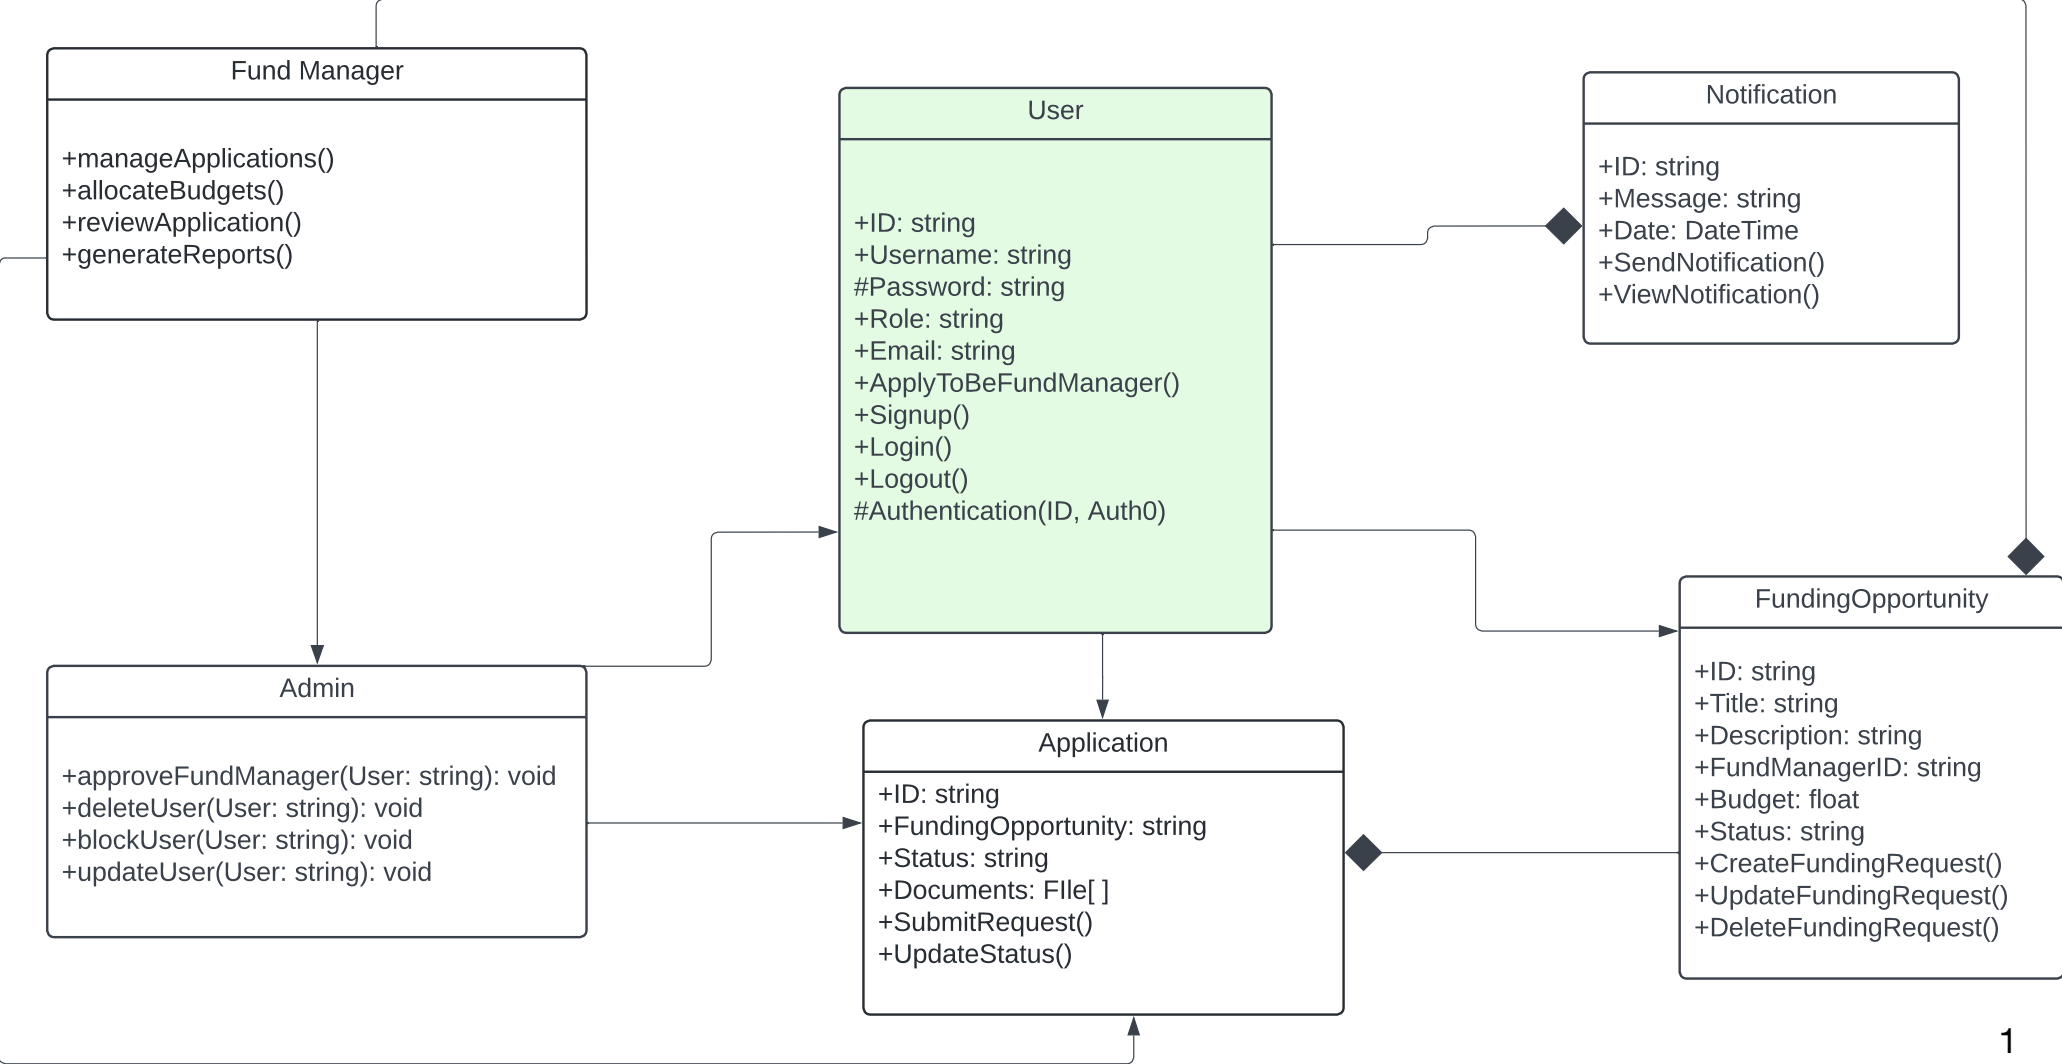 Fund Manager
+manageApplications()
+allocateBudgets()
+reviewApplication()
+generateReports()
User
+ID: string
+Username: string
#Password: string
+Role: string
+Email: string
+ApplyToBeFundManager()
+Signup()
+Login()
+Logout()
#Authentication(ID, Auth0)
Notification
+ID: string
+Message: string
+Date: DateTime
+SendNotification()
+ViewNotification()
Admin
+approveFundManager(User: string): void
+deleteUser(User: string): void
+blockUser(User: string): void
+updateUser(User: string): void
Application
+ID: string
+FundingOpportunity: string
+Status: string
+Documents: FIle[ ]
+SubmitRequest()
+UpdateStatus()
FundingOpportunity
+ID: string
+Title: string
+Description: string
+FundManagerID: string
+Budget: float
+Status: string
+CreateFundingRequest()
+UpdateFundingRequest()
+DeleteFundingRequest()
1